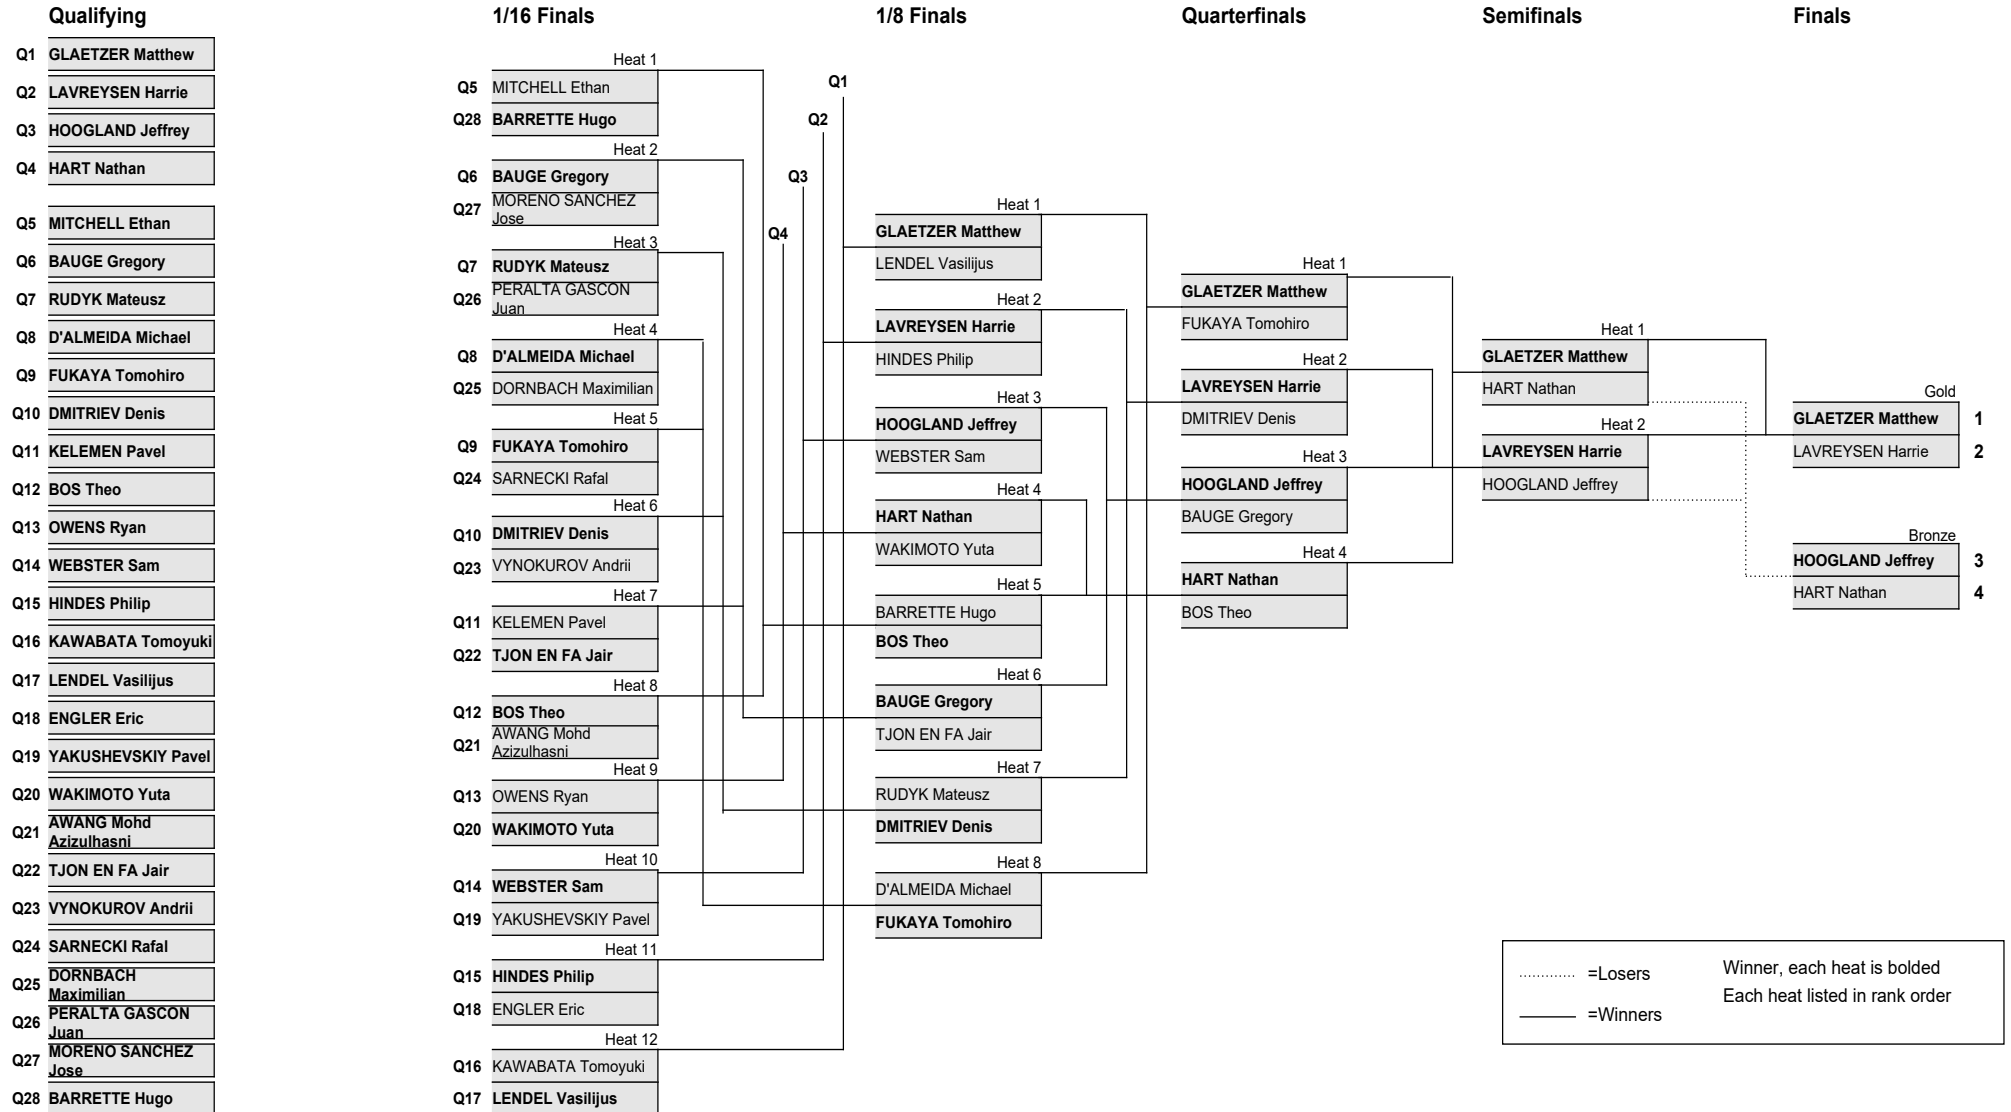 Qualifying
1/16 Finals
1/8 Finals
Quarterfinals
Semifinals
Finals
Q1 GLAETZER Matthew
Q2 LAVREYSEN Harrie
Q3 HOOGLAND Jeffrey
Q4 HART Nathan
Q5 MITCHELL Ethan
Q6 BAUGE Gregory
Q7 RUDYK Mateusz
Q8 D'ALMEIDA Michael
Q9 FUKAYA Tomohiro
Q10 DMITRIEV Denis
Q11 KELEMEN Pavel
Q12 BOS Theo
Q13 OWENS Ryan
Q14 WEBSTER Sam
Q15 HINDES Philip
Q16 KAWABATA Tomoyuki
Q17 LENDEL Vasilijus
Q18 ENGLER Eric
Q19 YAKUSHEVSKIY Pavel
Q20 WAKIMOTO Yuta
Q21 AWANG Mohd
Azizulhasni
Q22 TJON EN FA Jair
Q23 VYNOKUROV Andrii
Q24 SARNECKI Rafal
Q25 DORNBACH
Maximilian
Q26 PERALTA GASCON
Juan
Q27 MORENO SANCHEZ
Jose
Q28 BARRETTE Hugo
Heat 1
Q5 MITCHELL Ethan
Q28 BARRETTE Hugo
Heat 2
Q6 BAUGE Gregory
Q27 MORENO SANCHEZ
Jose
Heat 3
Q7 RUDYK Mateusz
Q26 PERALTA GASCON
Juan
Heat 4
Q8 D'ALMEIDA Michael
Q25 DORNBACH Maximilian
Heat 5
Q9 FUKAYA Tomohiro
Q24 SARNECKI Rafal
Heat 6
Q10 DMITRIEV Denis
Q23 VYNOKUROV Andrii
Heat 7
Q11 KELEMEN Pavel
Q22 TJON EN FA Jair
Heat 8
Q12 BOS Theo
Q21 AWANG Mohd
Azizulhasni
Heat 9
Q13 OWENS Ryan
Q20 WAKIMOTO Yuta
Heat 10
Q14 WEBSTER Sam
Q19 YAKUSHEVSKIY Pavel
Heat 11
Q15 HINDES Philip
Q18 ENGLER Eric
Heat 12
Q16 KAWABATA Tomoyuki
Q17 LENDEL Vasilijus
Q1
Q2
Q3
Q4
Heat 1
GLAETZER Matthew
LENDEL Vasilijus
Heat 2
LAVREYSEN Harrie
HINDES Philip
Heat 3
HOOGLAND Jeffrey
WEBSTER Sam
Heat 4
HART Nathan
WAKIMOTO Yuta
Heat 5
BARRETTE Hugo
BOS Theo
Heat 6
BAUGE Gregory
TJON EN FA Jair
Heat 7
RUDYK Mateusz
DMITRIEV Denis
Heat 8
D'ALMEIDA Michael
FUKAYA Tomohiro
Heat 1
GLAETZER Matthew
FUKAYA Tomohiro
Heat 2
LAVREYSEN Harrie
DMITRIEV Denis
Heat 3
HOOGLAND Jeffrey
BAUGE Gregory
Heat 4
HART Nathan
BOS Theo
Heat 1
GLAETZER Matthew
HART Nathan
Heat 2
LAVREYSEN Harrie
HOOGLAND Jeffrey
Gold
GLAETZER Matthew 1
LAVREYSEN Harrie 2
Bronze
HOOGLAND Jeffrey 3
HART Nathan 4
=Losers
=Winners
Winner, each heat is bolded
Each heat listed in rank order